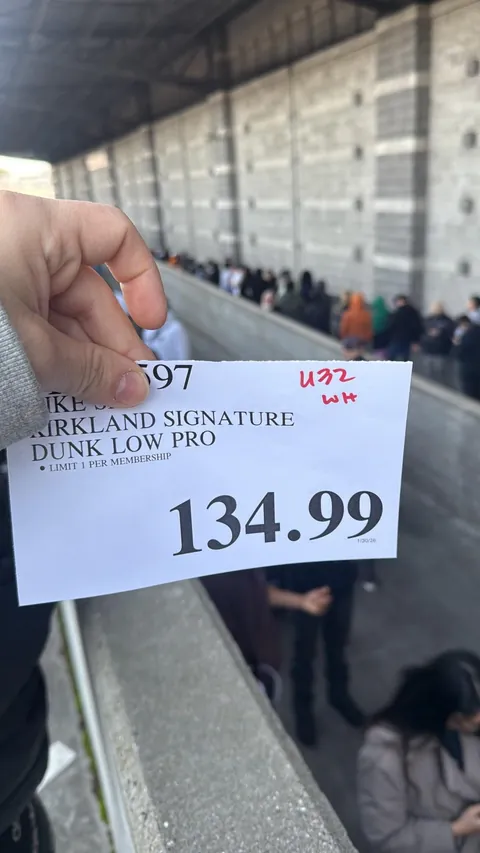 597
U32
WH
KIRKLAND SIGNATURE
DUNK LOW PRO
• LIMIT 1 PER MEMBERSHIP
134.99